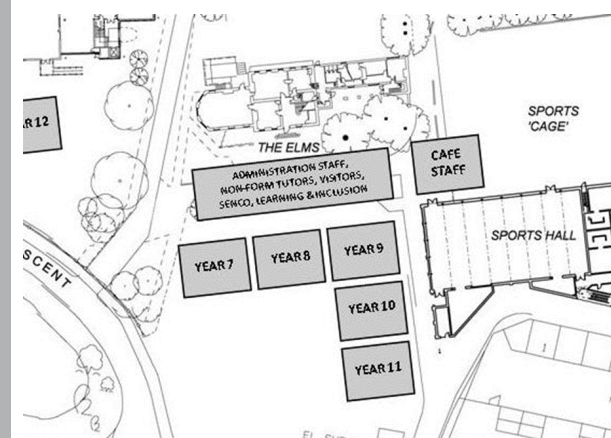 SPORTS
'CAGE'
AR 12
THE ELMS
CAFE
STAFF
ADMINISTRATION STAFF,
NON-FORM TUTORS, VISITORS,
SENCO, LEARNING & INCLUSION
SPORTS HALL
YEAR 7
YEAR 8
YEAR 9
SCENT
YEAR 10
YEAR 11
1